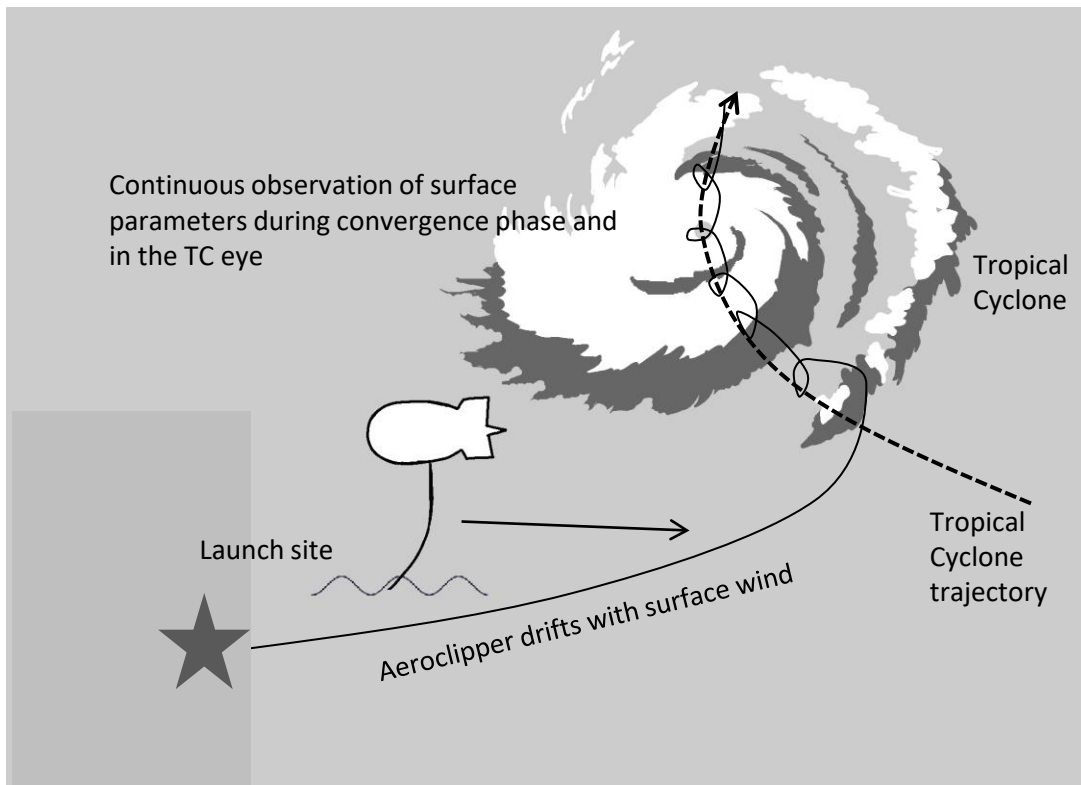 Continuous observation of surface
parameters during convergence phase and
in the TC eye
Tropical
Cyclone
Launch site
Tropical
Cyclone
trajectory
Aeroclipper drifts with surface wind